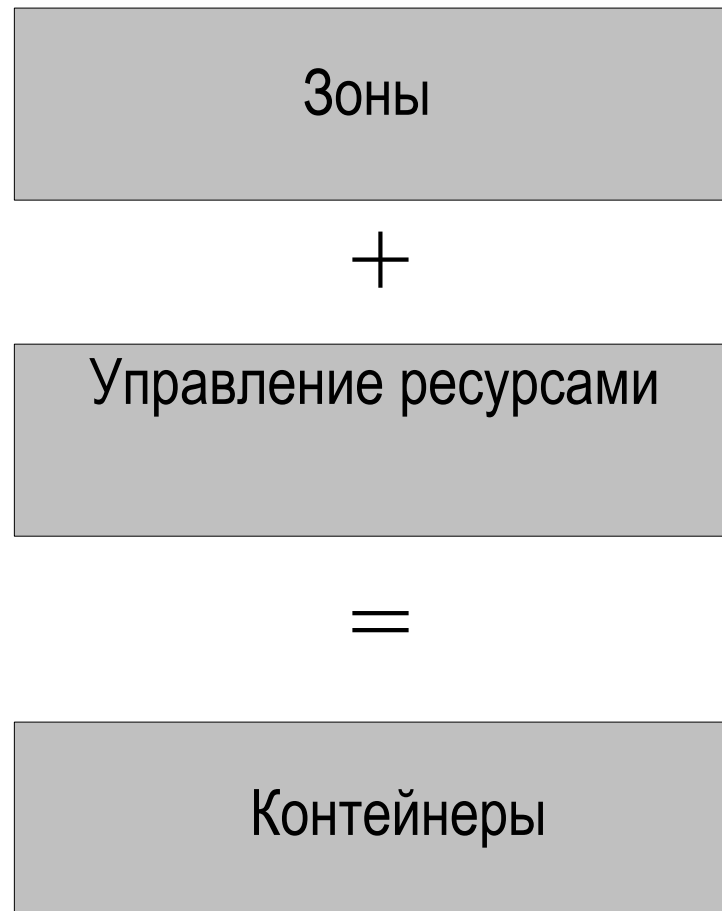 Зоны
+
Управление ресурсами
=
Контейнеры